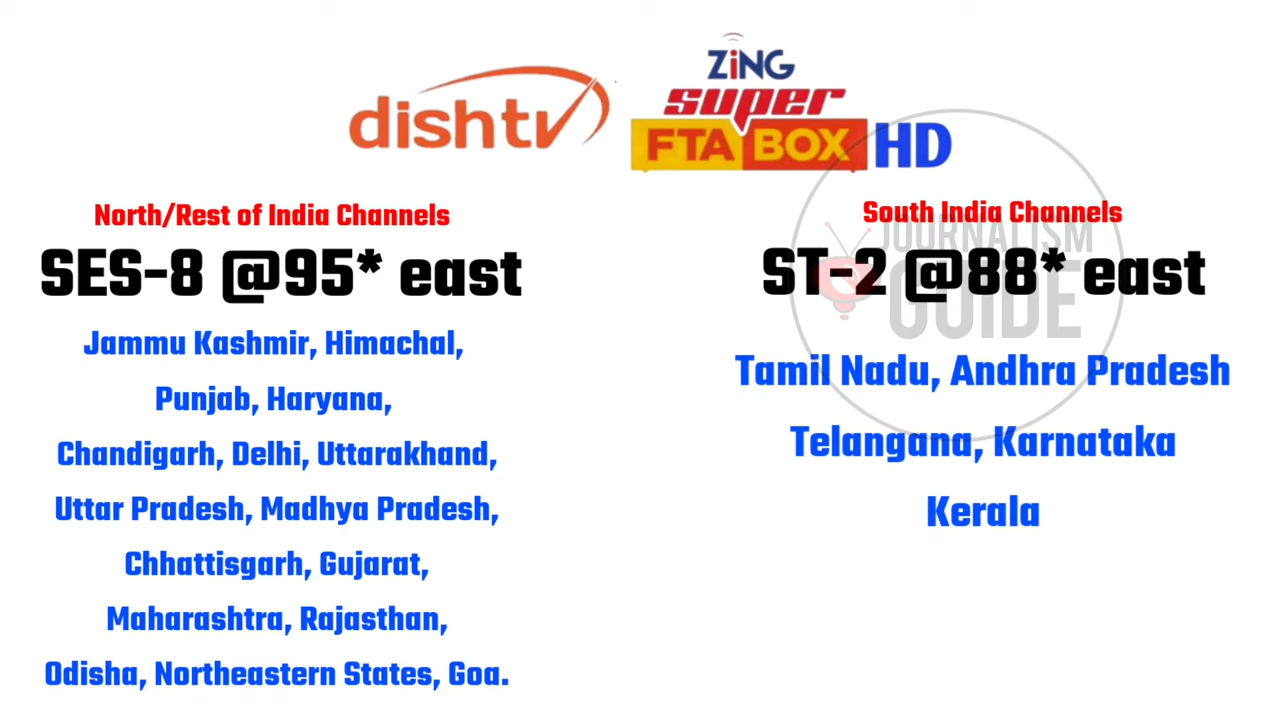 dishtv
ZiNG
super
FTA BOX HD
North/Rest of India Channels
SES-8 @95* east
Jammu Kashmir, Himachal,
Punjab, Haryana,
Chandigarh, Delhi, Uttarakhand,
Uttar Pradesh, Madhya Pradesh,
Chhattisgarh, Gujarat,
Maharashtra, Rajasthan,
Odisha, Northeastern States, Goa.
South India Channels
JOURNALISM
GUIDE
ST-2 @88* east
Tamil Nadu, Andhra Pradesh
Telangana, Karnataka
Kerala